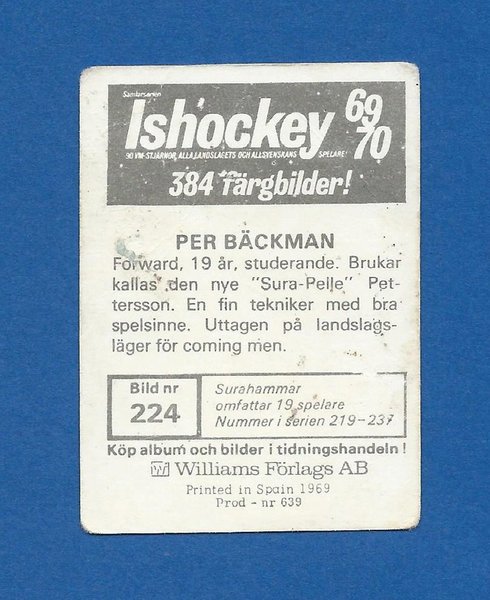 Samlarserien
Ishockey 69
70
90 VM-STJÄRNOR, ALLA LANDSLAGETS OCH ALLSVENSKANS SPELARE!
384 färgbilder!
PER BÄCKMAN
Forward, 19 år, studerande. Brukar
kallas den nye "Sura-Pelle" Pet-
tersson. En fin tekniker med bra
spelsinne. Uttagen på landslags-
läger för coming men.
Bild nr
224
Surahammar
omfattar 19 spelare
Nummer i serien 219-237
Köp album och bilder i tidningshandeln!
W Williams Förlags AB
Printed in Spain 1969
Prod - nr 639